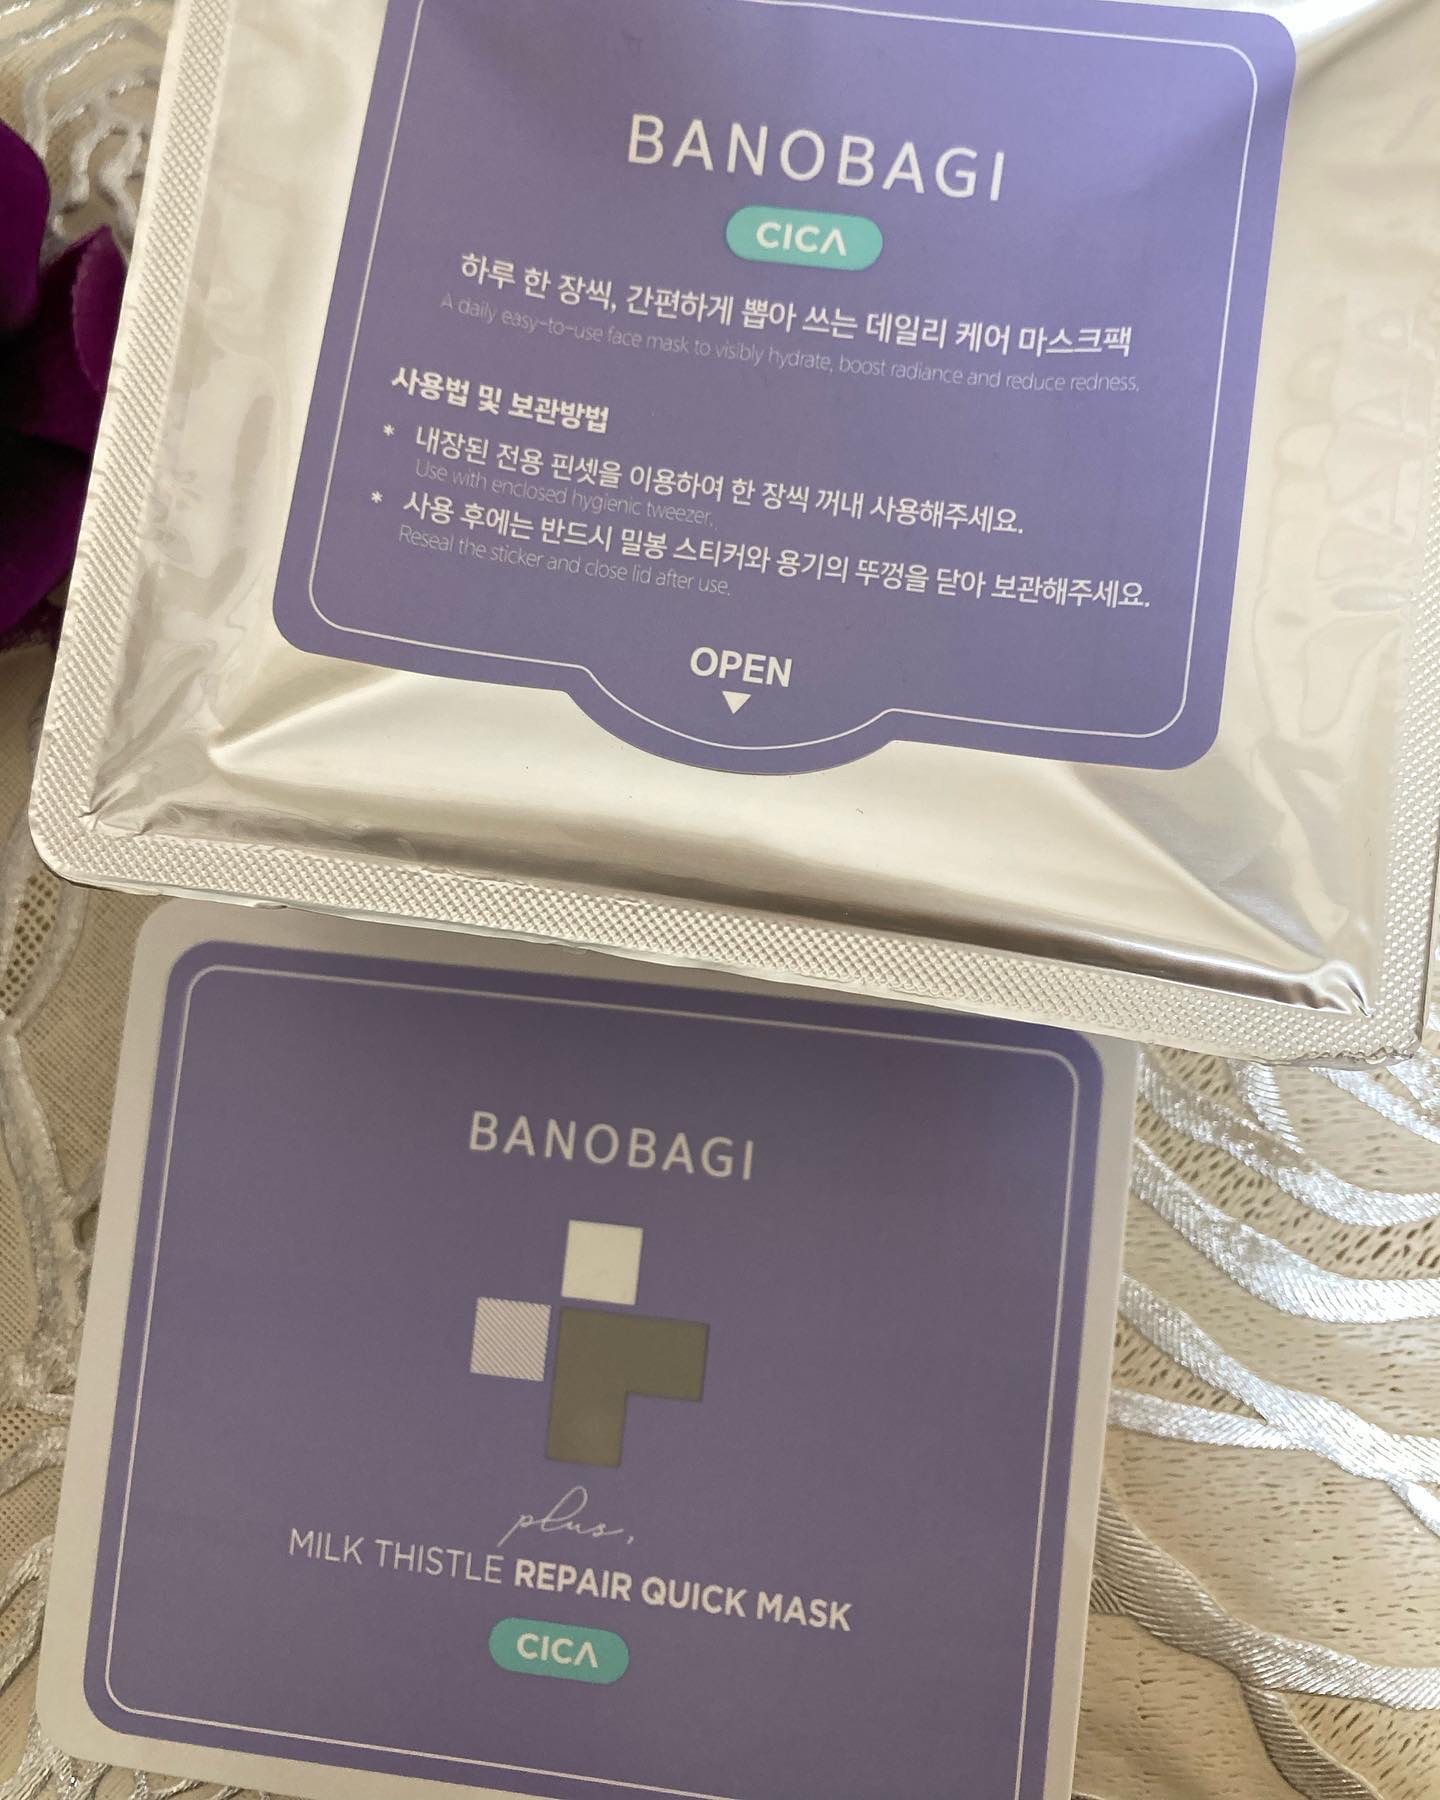 BANOBAGI
CICA
하루 한 장씩, 간편하게 뽑아 쓰는 데일리 케어 마스크팩
A daily easy-to-use face mask to visibly hydrate, boost radiance and reduce redness.
사용법 및 보관방법
* 내장된 전용 핀셋을 이용하여 한 장씩 꺼내 사용해주세요.
Use with enclosed hygienic tweezer.
* 사용 후에는 반드시 밀봉 스티커와 용기의 뚜껑을 닫아 보관해주세요.
Reseal the sticker and close lid after use.
OPEN
BANOBAGI
plus,
MILK THISTLE REPAIR QUICK MASK
CICA